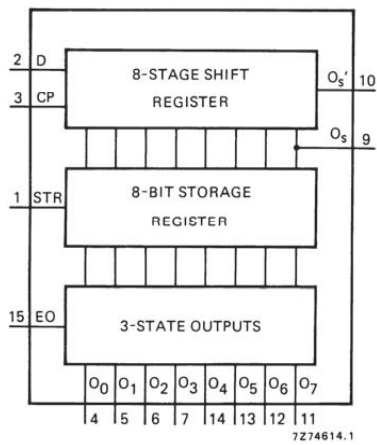 2 D
8-STAGE SHIFT
REGISTER
Os' 10
3 CP
Os 9
1 STR
8-BIT STORAGE
REGISTER
15 EO
3-STATE OUTPUTS
O0 O1 O2 O3 O4 O5 O6 O7
4 5 6 7 14 13 12 11
7Z74614.1